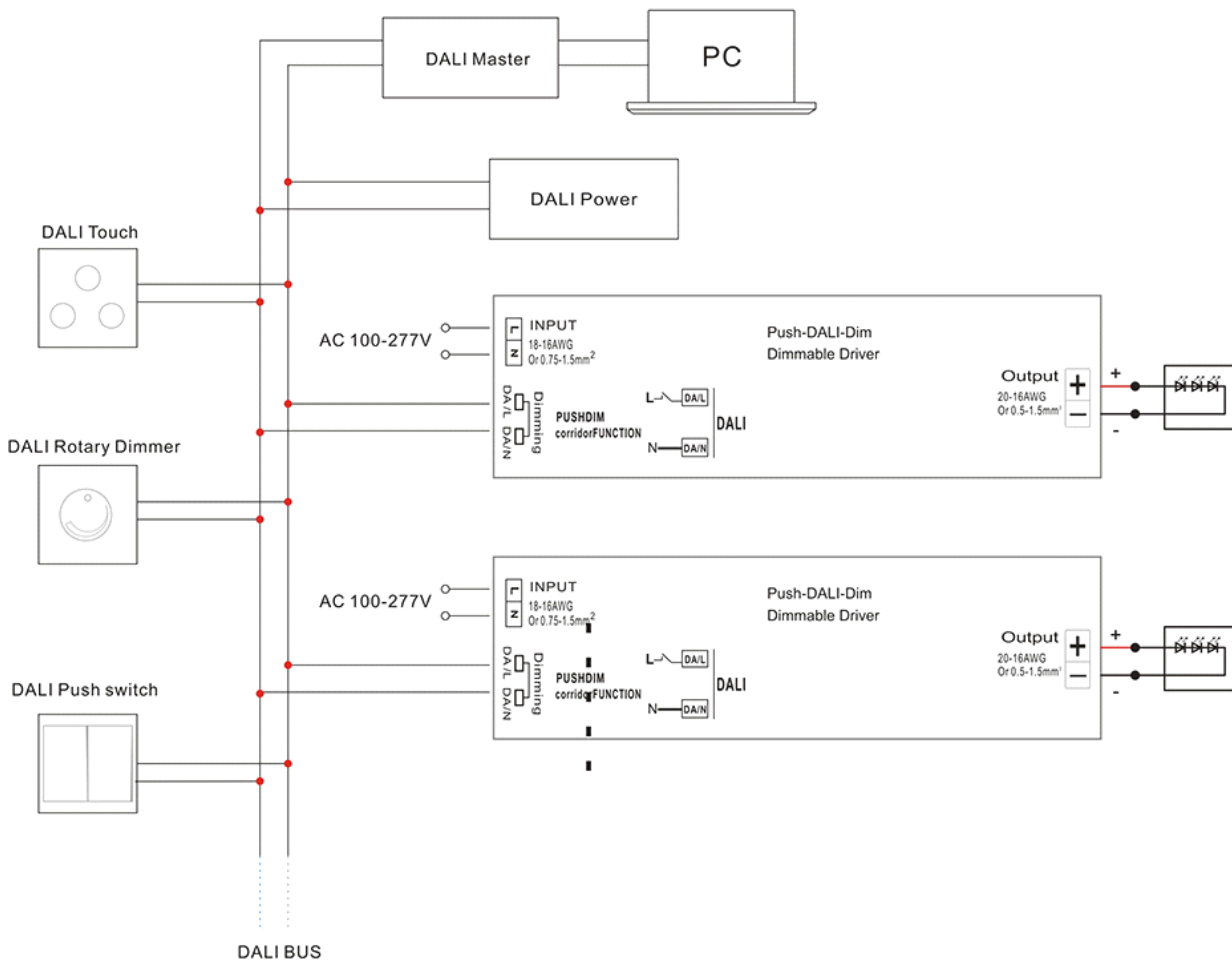 DALI Master
PC
DALI Power
DALI Touch
AC 100-277V
L
N
INPUT
18-16AWG
Or 0.75-1.5mm²
DA/L
DA/N
Dimming
PUSHDIM
corridorFUNCTION
L
DA/L
N
DA/N
DALI
Push-DALI-Dim
Dimmable Driver
Output
20-16AWG
Or 0.5-1.5mm²
+
−
+
-
DALI Rotary Dimmer
AC 100-277V
L
N
INPUT
18-16AWG
Or 0.75-1.5mm²
DA/L
DA/N
Dimming
PUSHDIM
corridorFUNCTION
L
DA/L
N
DA/N
DALI
Push-DALI-Dim
Dimmable Driver
Output
20-16AWG
Or 0.5-1.5mm²
+
−
+
-
DALI Push switch
DALI BUS